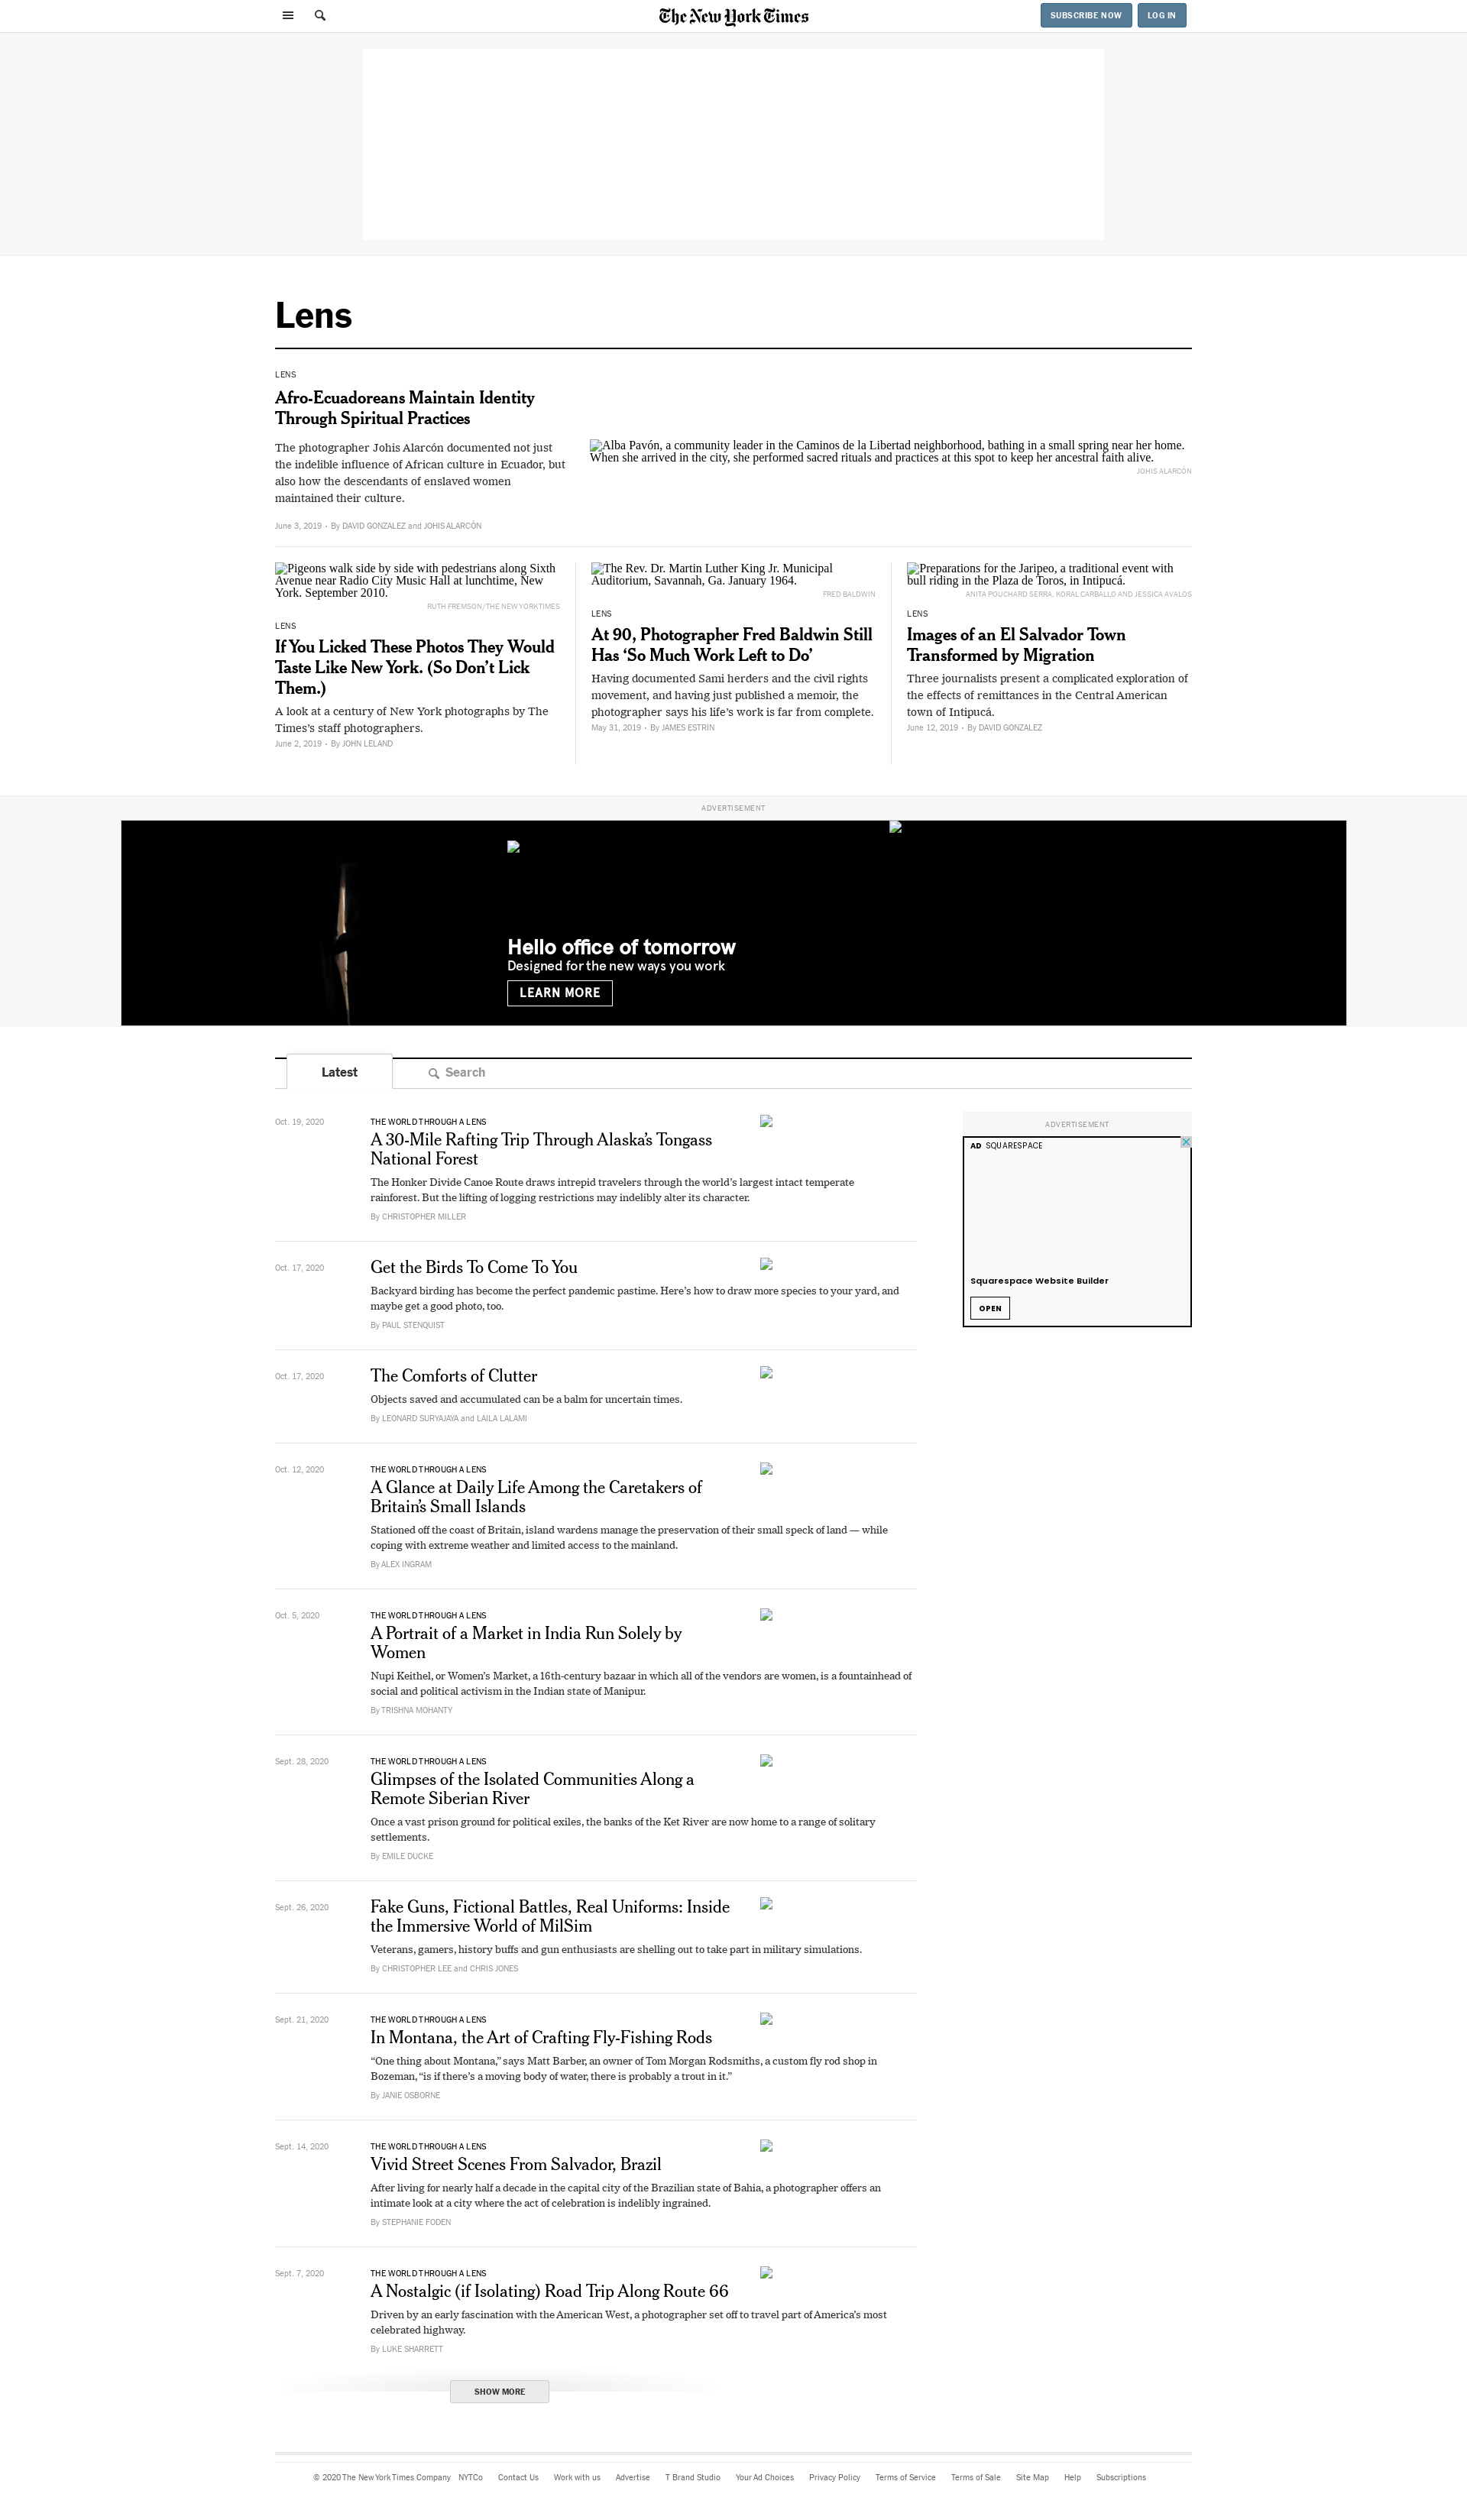 The New York Times
SUBSCRIBE NOW
LOG IN
Lens
LENS
Afro-Ecuadoreans Maintain Identity
Through Spiritual Practices
The photographer Johis Alarcón documented not just
the indelible influence of African culture in Ecuador, but
also how the descendants of enslaved women
maintained their culture.
June 3, 2019 • By DAVID GONZALEZ and JOHIS ALARCÓN
Alba Pavón, a community leader in the Caminos de la Libertad neighborhood, bathing in a small spring near her home.
When she arrived in the city, she performed sacred rituals and practices at this spot to keep her ancestral faith alive.
JOHIS ALARCÓN
Pigeons walk side by side with pedestrians along Sixth
Avenue near Radio City Music Hall at lunchtime, New
York. September 2010.
RUTH FREMSON/THE NEW YORK TIMES
LENS
If You Licked These Photos They Would
Taste Like New York. (So Don’t Lick
Them.)
A look at a century of New York photographs by The
Times’s staff photographers.
June 2, 2019 • By JOHN LELAND
The Rev. Dr. Martin Luther King Jr. Municipal
Auditorium, Savannah, Ga. January 1964.
FRED BALDWIN
LENS
At 90, Photographer Fred Baldwin Still
Has ‘So Much Work Left to Do’
Having documented Sami herders and the civil rights
movement, and having just published a memoir, the
photographer says his life’s work is far from complete.
May 31, 2019 • By JAMES ESTRIN
Preparations for the Jaripeo, a traditional event with
bull riding in the Plaza de Toros, in Intipucá.
ANITA POUCHARD SERRA, KORAL CARBALLO AND JESSICA AVALOS
LENS
Images of an El Salvador Town
Transformed by Migration
Three journalists present a complicated exploration of
the effects of remittances in the Central American
town of Intipucá.
June 12, 2019 • By DAVID GONZALEZ
ADVERTISEMENT
Hello office of tomorrow
Designed for the new ways you work
LEARN MORE
Latest
Search
Oct. 19, 2020
THE WORLD THROUGH A LENS
A 30-Mile Rafting Trip Through Alaska’s Tongass
National Forest
The Honker Divide Canoe Route draws intrepid travelers through the world’s largest intact temperate
rainforest. But the lifting of logging restrictions may indelibly alter its character.
By CHRISTOPHER MILLER
ADVERTISEMENT
AD SQUARESPACE
Squarespace Website Builder
OPEN
Oct. 17, 2020
Get the Birds To Come To You
Backyard birding has become the perfect pandemic pastime. Here’s how to draw more species to your yard, and
maybe get a good photo, too.
By PAUL STENQUIST
Oct. 17, 2020
The Comforts of Clutter
Objects saved and accumulated can be a balm for uncertain times.
By LEONARD SURYAJAYA and LAILA LALAMI
Oct. 12, 2020
THE WORLD THROUGH A LENS
A Glance at Daily Life Among the Caretakers of
Britain’s Small Islands
Stationed off the coast of Britain, island wardens manage the preservation of their small speck of land — while
coping with extreme weather and limited access to the mainland.
By ALEX INGRAM
Oct. 5, 2020
THE WORLD THROUGH A LENS
A Portrait of a Market in India Run Solely by
Women
Nupi Keithel, or Women’s Market, a 16th-century bazaar in which all of the vendors are women, is a fountainhead of
social and political activism in the Indian state of Manipur.
By TRISHNA MOHANTY
Sept. 28, 2020
THE WORLD THROUGH A LENS
Glimpses of the Isolated Communities Along a
Remote Siberian River
Once a vast prison ground for political exiles, the banks of the Ket River are now home to a range of solitary
settlements.
By EMILE DUCKE
Sept. 26, 2020
Fake Guns, Fictional Battles, Real Uniforms: Inside
the Immersive World of MilSim
Veterans, gamers, history buffs and gun enthusiasts are shelling out to take part in military simulations.
By CHRISTOPHER LEE and CHRIS JONES
Sept. 21, 2020
THE WORLD THROUGH A LENS
In Montana, the Art of Crafting Fly-Fishing Rods
“One thing about Montana,” says Matt Barber, an owner of Tom Morgan Rodsmiths, a custom fly rod shop in
Bozeman, “is if there’s a moving body of water, there is probably a trout in it.”
By JANIE OSBORNE
Sept. 14, 2020
THE WORLD THROUGH A LENS
Vivid Street Scenes From Salvador, Brazil
After living for nearly half a decade in the capital city of the Brazilian state of Bahia, a photographer offers an
intimate look at a city where the act of celebration is indelibly ingrained.
By STEPHANIE FODEN
Sept. 7, 2020
THE WORLD THROUGH A LENS
A Nostalgic (if Isolating) Road Trip Along Route 66
Driven by an early fascination with the American West, a photographer set off to travel part of America’s most
celebrated highway.
By LUKE SHARRETT
SHOW MORE
© 2020 The New York Times Company NYTCo Contact Us Work with us Advertise T Brand Studio Your Ad Choices Privacy Policy Terms of Service Terms of Sale Site Map Help Subscriptions